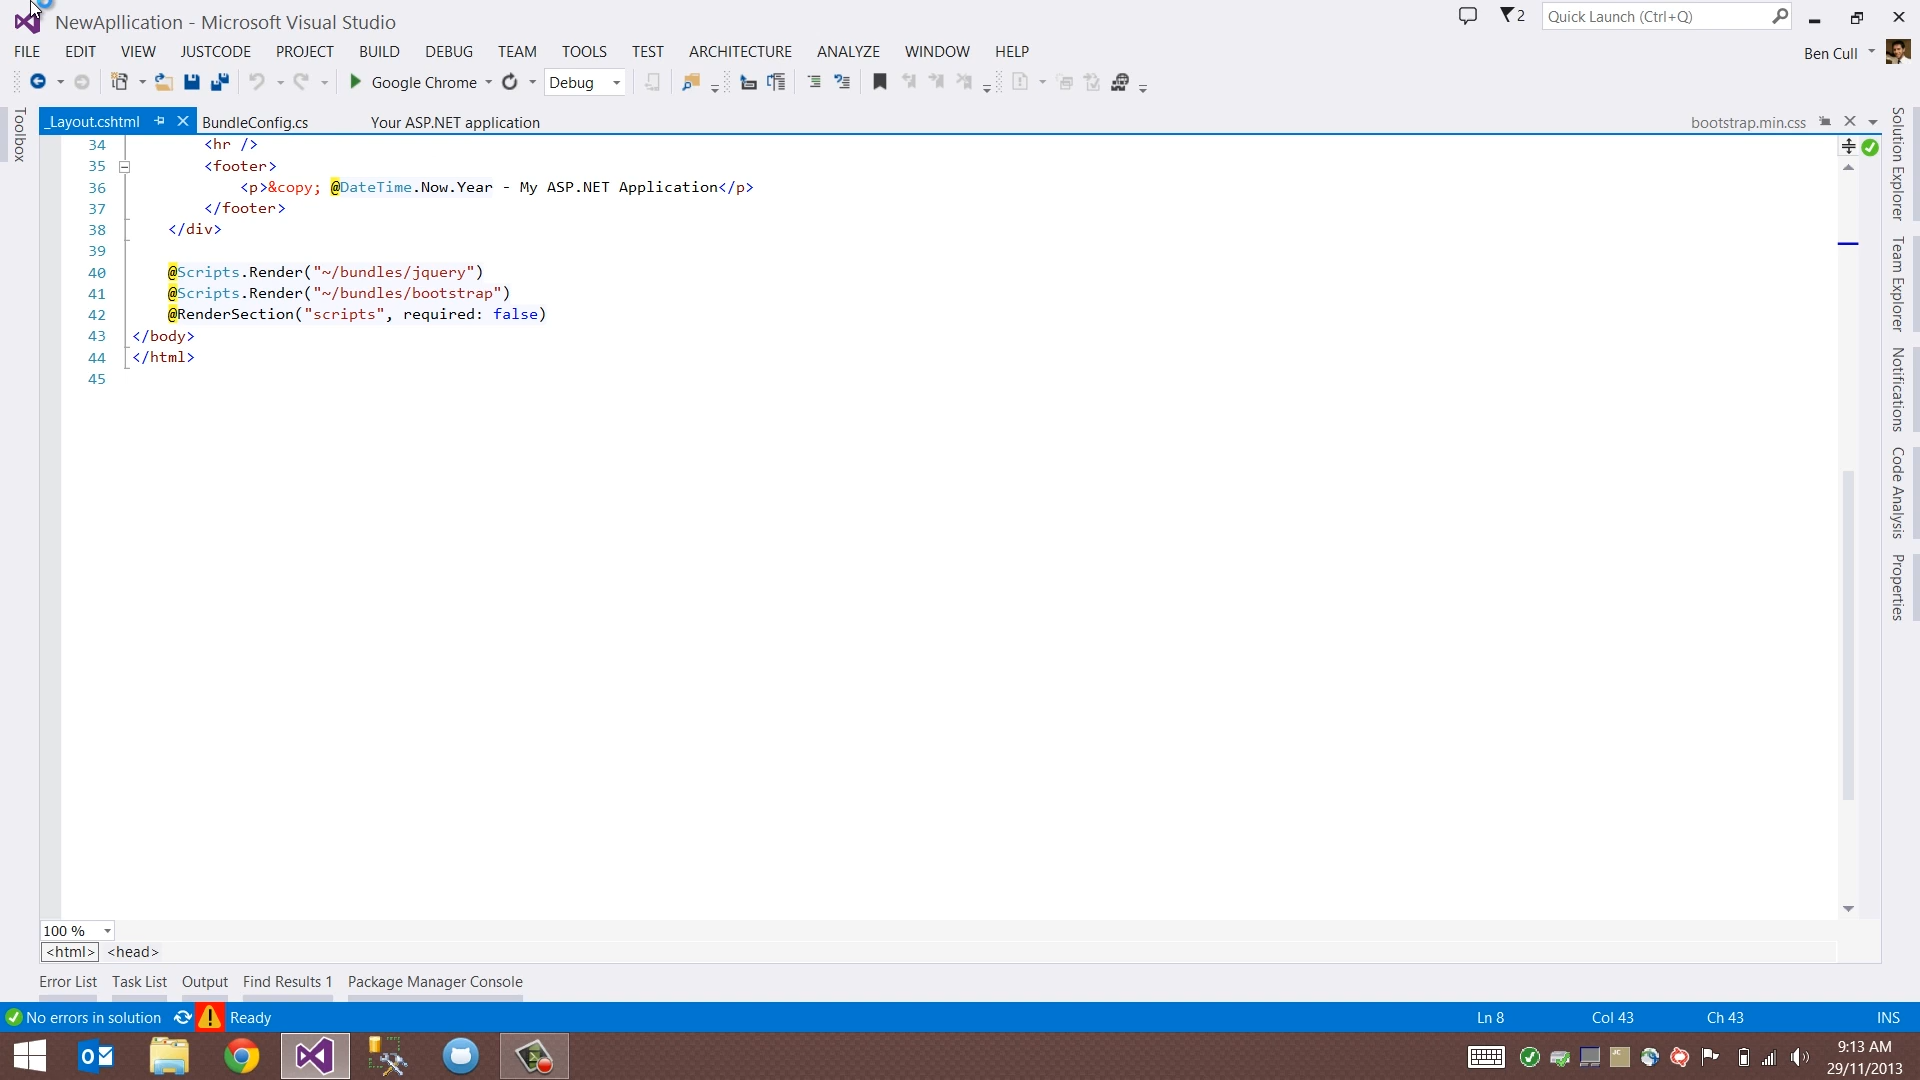 NewApllication - Microsoft Visual Studio
2
Quick Launch (Ctrl+Q)
FILE EDIT VIEW JUSTCODE PROJECT BUILD DEBUG TEAM TOOLS TEST ARCHITECTURE ANALYZE WINDOW HELP
Ben Cull
Google Chrome
Debug
Toolbox
_Layout.cshtml
BundleConfig.cs
Your ASP.NET application
bootstrap.min.css
34 <hr />
35 <footer>
36 <p>&copy; @DateTime.Now.Year - My ASP.NET Application</p>
37 </footer>
38 </div>
39
40 @Scripts.Render("~/bundles/jquery")
41 @Scripts.Render("~/bundles/bootstrap")
42 @RenderSection("scripts", required: false)
43 </body>
44 </html>
45
Solution Explorer
Team Explorer
Notifications
Code Analysis
Properties
100 %
<html> <head>
Error List Task List Output Find Results 1 Package Manager Console
No errors in solution
Ready
Ln 8
Col 43
Ch 43
INS
9:13 AM
29/11/2013